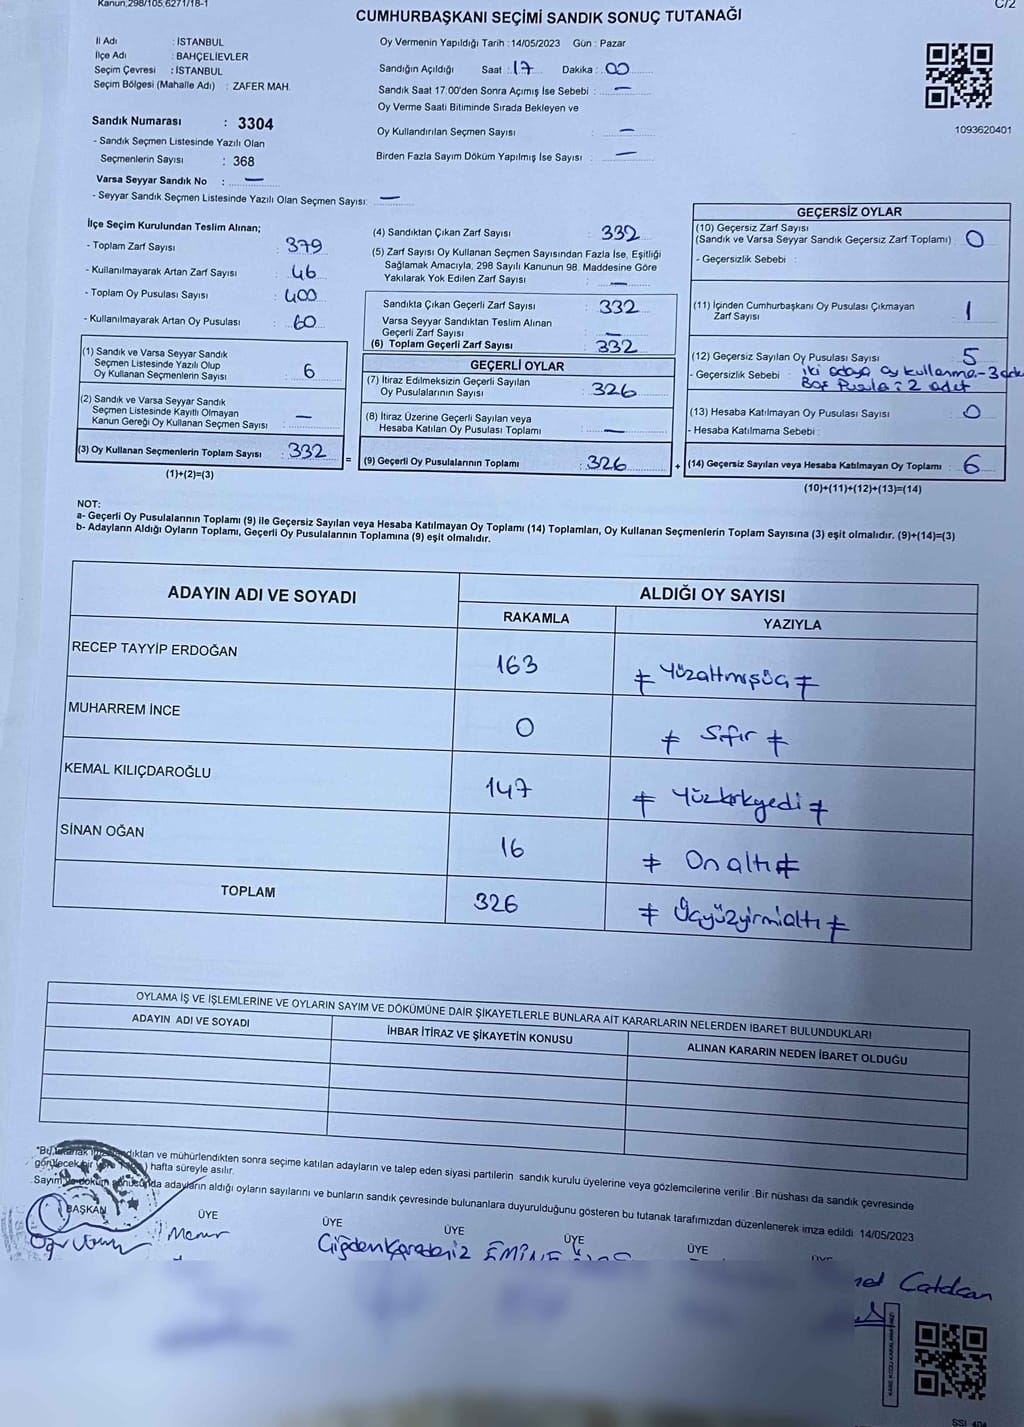 Kanun,298/105,6271/18-1
C/2
CUMHURBAŞKANI SEÇİMİ SANDIK SONUÇ TUTANAĞI
İl Adı : İSTANBUL
İlçe Adı : BAHÇELİEVLER
Seçim Çevresi : İSTANBUL
Seçim Bölgesi (Mahalle Adı) : ZAFER MAH.
Sandık Numarası : 3304
- Sandık Seçmen Listesinde Yazılı Olan
Seçmenlerin Sayısı : 368
Varsa Seyyar Sandık No : —
- Seyyar Sandık Seçmen Listesinde Yazılı Olan Seçmen Sayısı: —
Oy Vermenin Yapıldığı Tarih : 14/05/2023 Gün : Pazar
Sandığın Açıldığı Saat : 17 Dakika : 00
Sandık Saat 17:00'den Sonra Açımış İse Sebebi : —
Oy Verme Saati Bitiminde Sırada Bekleyen ve
Oy Kullandırılan Seçmen Sayısı : —
Birden Fazla Sayım Döküm Yapılmış İse Sayısı : —
1093620401
İlçe Seçim Kurulundan Teslim Alınan;
- Toplam Zarf Sayısı : 379
- Kullanılmayarak Artan Zarf Sayısı : 46
- Toplam Oy Pusulası Sayısı : 400
- Kullanılmayarak Artan Oy Pusulası : 60
(1) Sandık ve Varsa Seyyar Sandık
Seçmen Listesinde Yazılı Olup
Oy Kullanan Seçmenlerin Sayısı : 6
(2) Sandık ve Varsa Seyyar Sandık
Seçmen Listesinde Kayıtlı Olmayan
Kanun Gereği Oy Kullanan Seçmen Sayısı : —
(3) Oy Kullanan Seçmenlerin Toplam Sayısı : 332
(1)+(2)=(3)
(4) Sandıktan Çıkan Zarf Sayısı : 332
(5) Zarf Sayısı Oy Kullanan Seçmen Sayısından Fazla İse, Eşitliği
Sağlamak Amacıyla, 298 Sayılı Kanunun 98. Maddesine Göre
Yakılarak Yok Edilen Zarf Sayısı : —
Sandıkta Çıkan Geçerli Zarf Sayısı : 332
Varsa Seyyar Sandıktan Teslim Alınan
Geçerli Zarf Sayısı : —
(6) Toplam Geçerli Zarf Sayısı : 332
GEÇERLİ OYLAR
(7) İtiraz Edilmeksizin Geçerli Sayılan
Oy Pusulalarının Sayısı : 326
(8) İtiraz Üzerine Geçerli Sayılan veya
Hesaba Katılan Oy Pusulası Toplamı : —
= (9) Geçerli Oy Pusulalarının Toplamı : 326
GEÇERSİZ OYLAR
(10) Geçersiz Zarf Sayısı
(Sandık ve Varsa Seyyar Sandık Geçersiz Zarf Toplamı) : 0
- Geçersizlik Sebebi :
(11) İçinden Cumhurbaşkanı Oy Pusulası Çıkmayan
Zarf Sayısı : 1
(12) Geçersiz Sayılan Oy Pusulası Sayısı : 5
- Geçersizlik Sebebi : iki adaya oy kullanma-3 adet
Boş Pusula: 2 adet
(13) Hesaba Katılmayan Oy Pusulası Sayısı : 0
- Hesaba Katılmama Sebebi :
+ (14) Geçersiz Sayılan veya Hesaba Katılmayan Oy Toplamı : 6
(10)+(11)+(12)+(13)=(14)
NOT:
a- Geçerli Oy Pusulalarının Toplamı (9) ile Geçersiz Sayılan veya Hesaba Katılmayan Oy Toplamı (14) Toplamları, Oy Kullanan Seçmenlerin Toplam Sayısına (3) eşit olmalıdır. (9)+(14)=(3)
b- Adayların Aldığı Oyların Toplamı, Geçerli Oy Pusulalarının Toplamına (9) eşit olmalıdır.
ADAYIN ADI VE SOYADI
ALDIĞI OY SAYISI
RAKAMLA YAZIYLA
RECEP TAYYİP ERDOĞAN 163 ≠ Yüzaltmışüç ≠
MUHARREM İNCE 0 ≠ Sıfır ≠
KEMAL KILIÇDAROĞLU 147 ≠ Yüzkırkyedi ≠
SİNAN OĞAN 16 ≠ On altı ≠
TOPLAM 326 ≠ Üçyüzyirmialtı ≠
OYLAMA İŞ VE İŞLEMLERİNE VE OYLARIN SAYIM VE DÖKÜMÜNE DAİR ŞİKAYETLERLE BUNLARA AİT KARARLARIN NELERDEN İBARET BULUNDUKLARI
ADAYIN ADI VE SOYADI
İHBAR İTİRAZ VE ŞİKAYETİN KONUSU
ALINAN KARARIN NEDEN İBARET OLDUĞU
"Bu tutanak dıktan ve mühürlendikten sonra seçime katılan adayların ve talep eden siyasi partilerin sandık kurulu üyelerine veya gözlemcilerine verilir .Bir nüshası da sandık çevresinde
görülecek bir yere ) hafta süreyle asılır.
Sayım ve döküm sonucunda adayların aldığı oyların sayılarını ve bunların sandık çevresinde bulunanlara duyurulduğunu gösteren bu tutanak tarafımızdan düzenlenerek imza edildi. 14/05/2023
BAŞKAN ÜYE ÜYE ÜYE ÜYE ÜYE
Çiğdem Karadeniz EMİNE
Catalcan